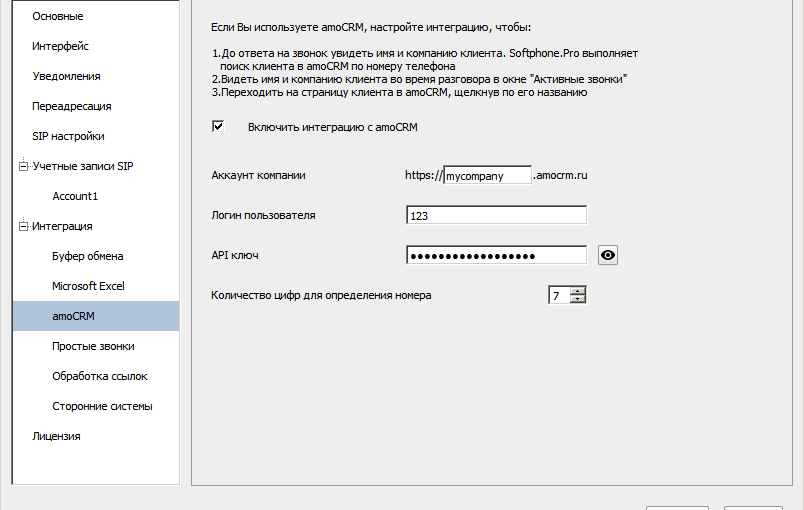 Основные
Интерфейс
Уведомления
Переадресация
SIP настройки
Учетные записи SIP
Account1
Интеграция
Буфер обмена
Microsoft Excel
amoCRM
Простые звонки
Обработка ссылок
Сторонние системы
Лицензия
Если Вы используете amoCRM, настройте интеграцию, чтобы:
1.До ответа на звонок увидеть имя и компанию клиента. Softphone.Pro выполняет
поиск клиента в amoCRM по номеру телефона
2.Видеть имя и компанию клиента во время разговора в окне "Активные звонки"
3.Переходить на страницу клиента в amoCRM, щелкнув по его названию
Включить интеграцию с amoCRM
Аккаунт компании https://mycompany.amocrm.ru
Логин пользователя 123
API ключ ••••••••••••••••••
Количество цифр для определения номера 7